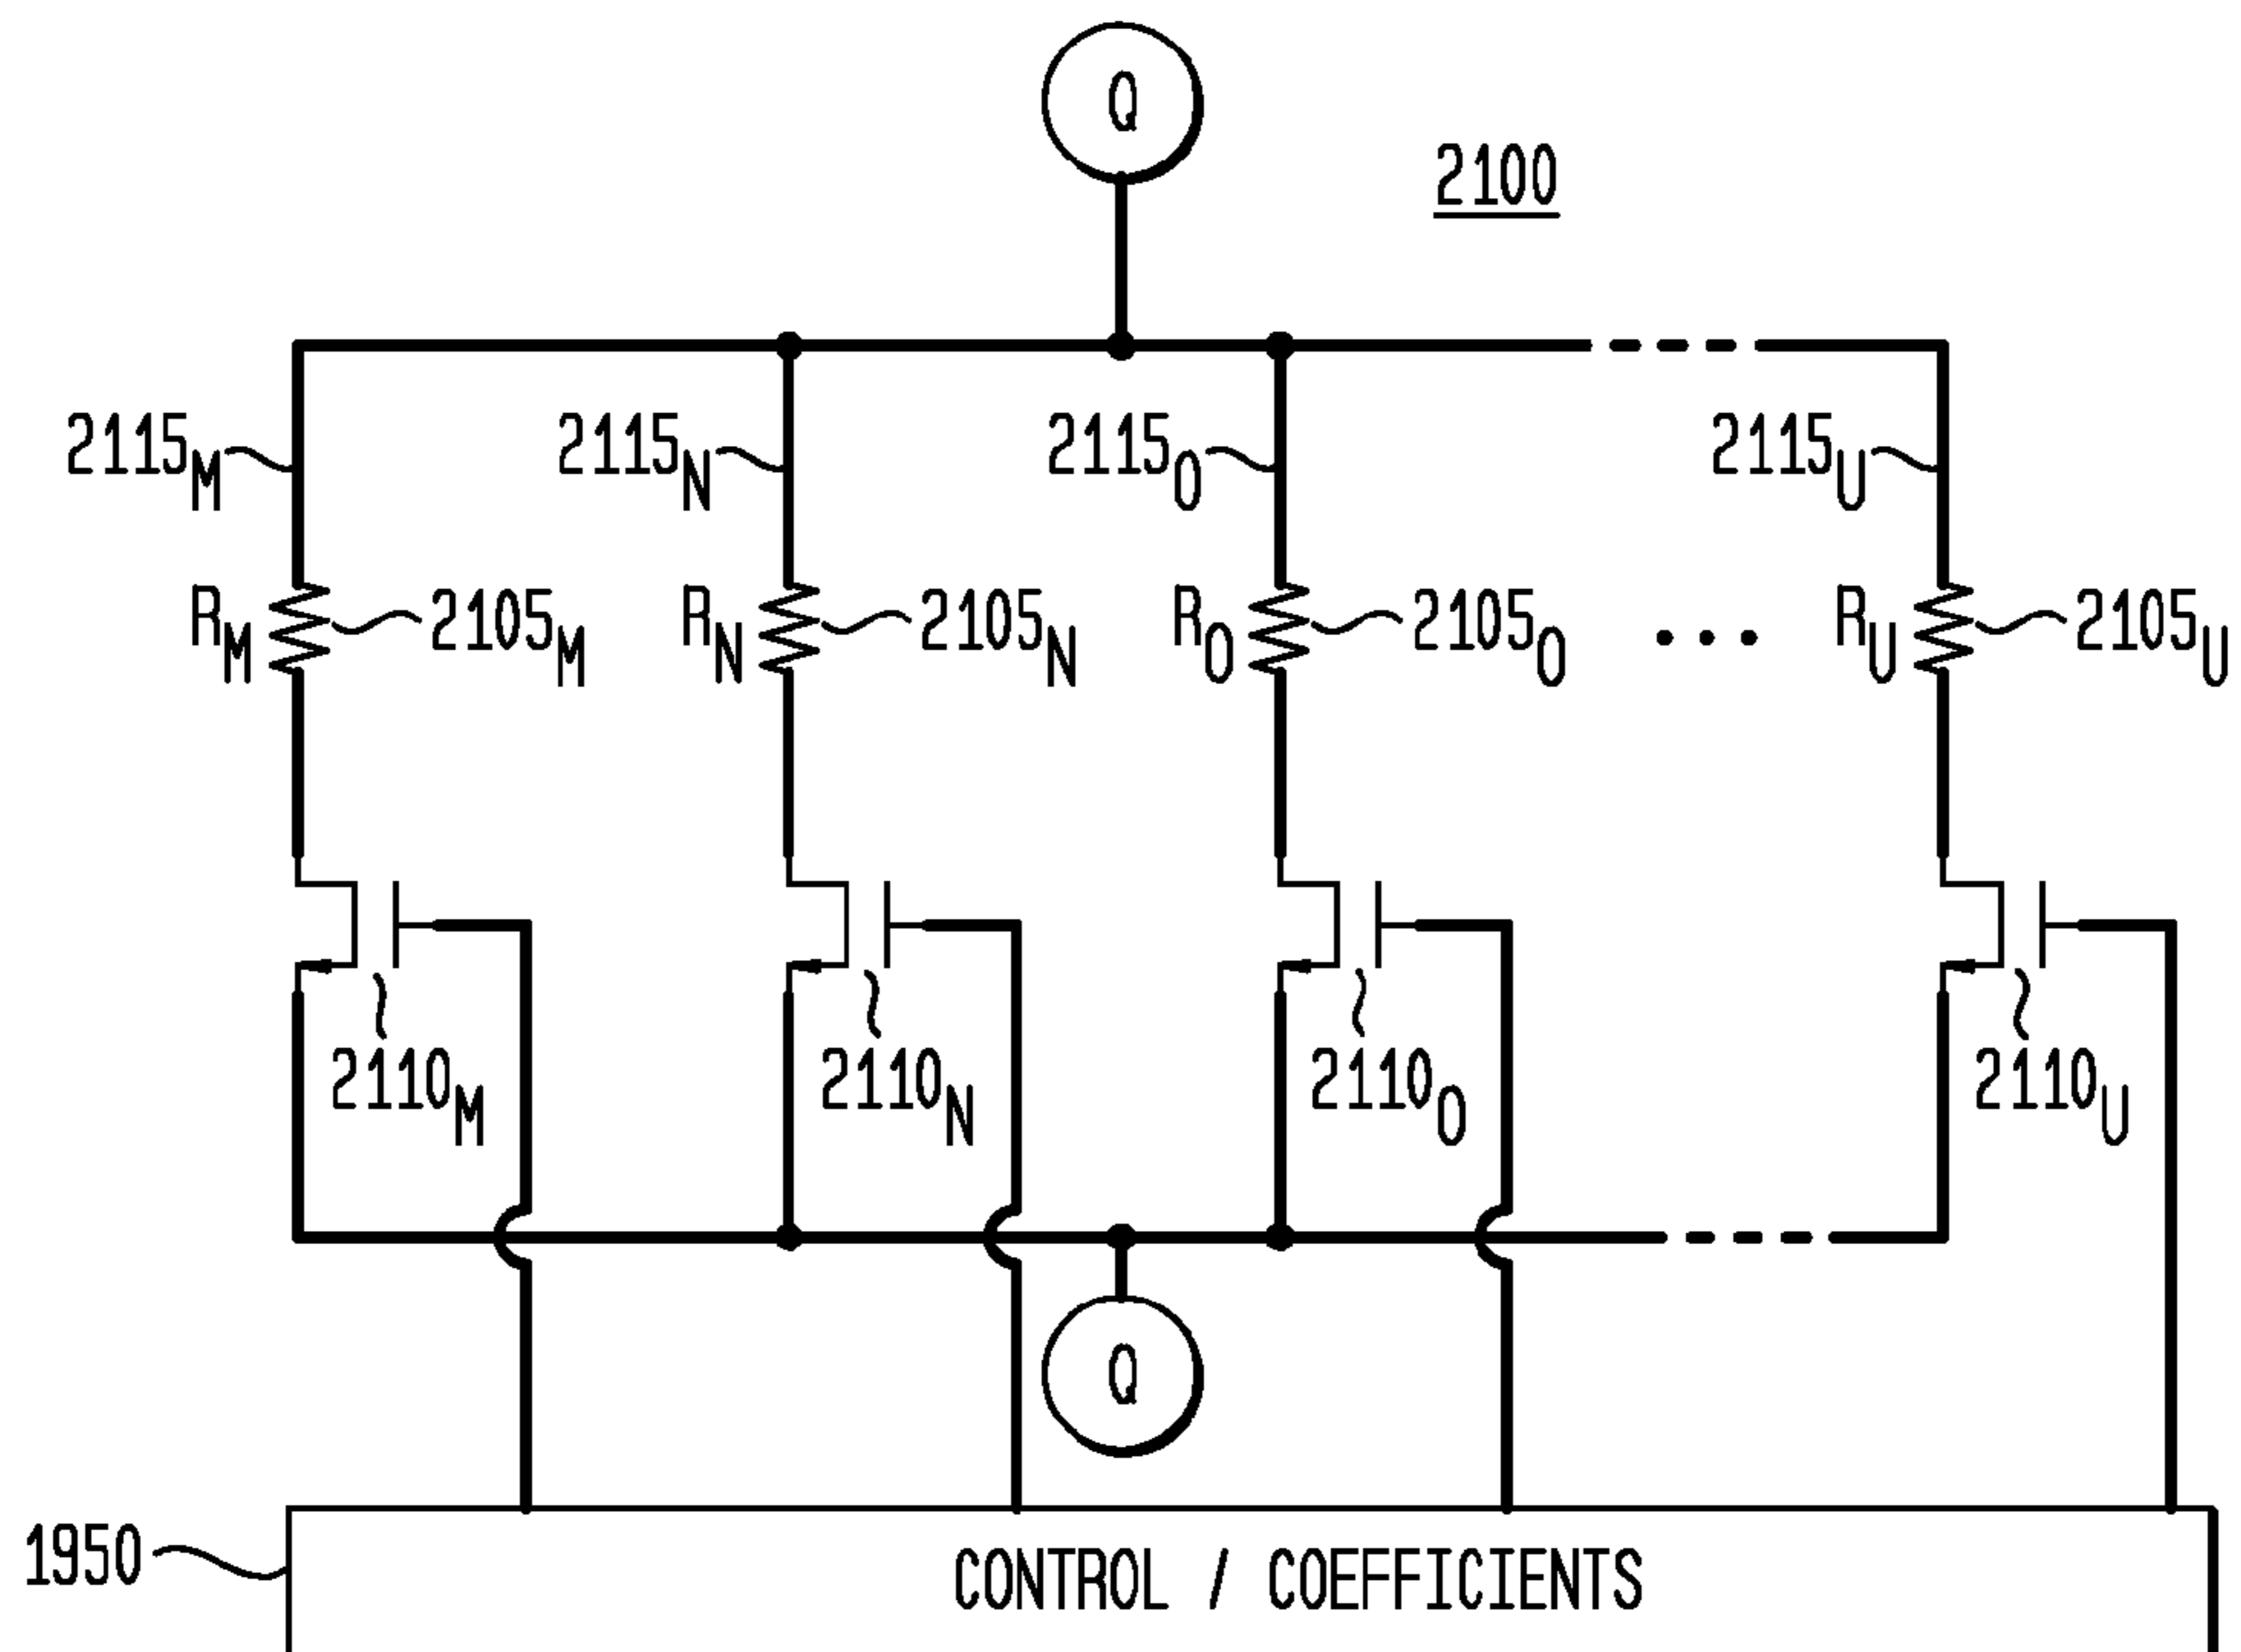 Q
2100
2115M 2115N 2115O 2115U
RM 2105M RN 2105N RO 2105O ... RU 2105U
2110M 2110N 2110O 2110U
Q
1950
CONTROL / COEFFICIENTS